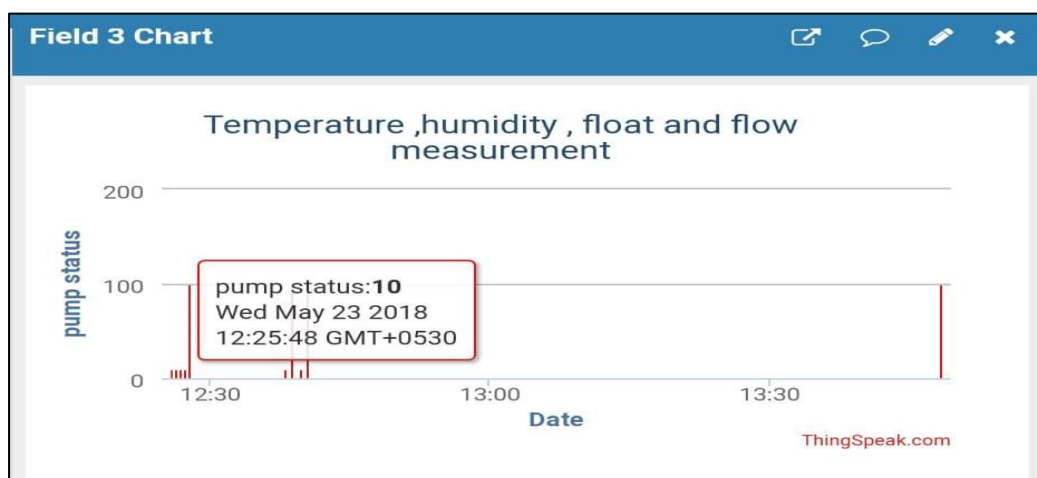 Field 3 Chart
Temperature ,humidity , float and flow
measurement
pump status
200
100
0
pump status:10
Wed May 23 2018
12:25:48 GMT+0530
12:30
13:00
13:30
Date
ThingSpeak.com